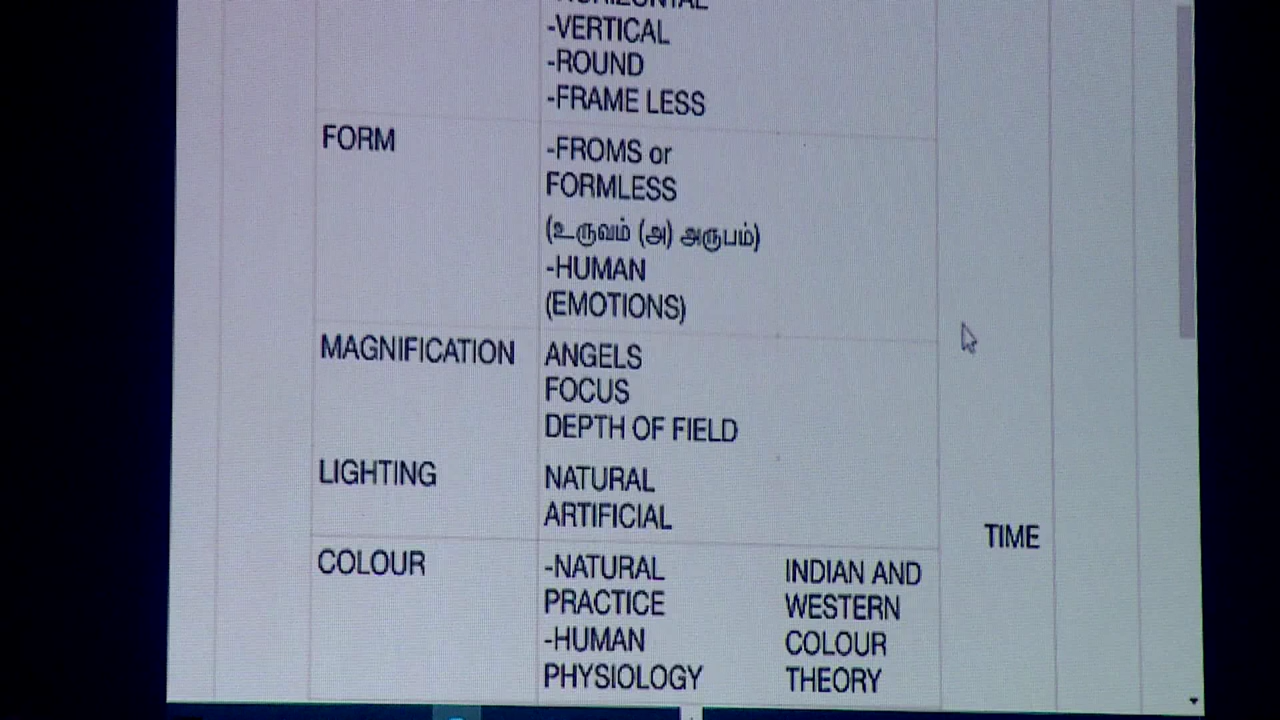 -HORIZONTAL
-VERTICAL
-ROUND
-FRAME LESS
FORM
-FROMS or
FORMLESS
(உருவம் (அ) அருபம்)
-HUMAN
(EMOTIONS)
MAGNIFICATION
ANGELS
FOCUS
DEPTH OF FIELD
LIGHTING
NATURAL
ARTIFICIAL
COLOUR
-NATURAL
PRACTICE
-HUMAN
PHYSIOLOGY
INDIAN AND
WESTERN
COLOUR
THEORY
TIME